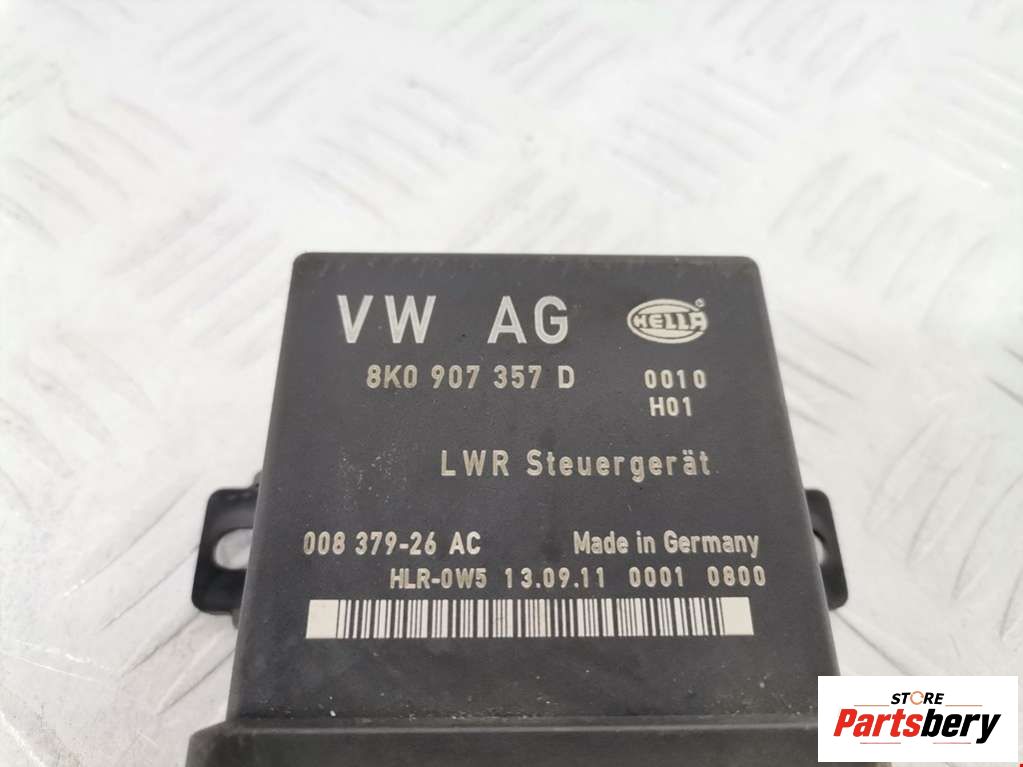 VW AG HELLA ®
8K0 907 357 D 0010
H01
LWR Steuergerät
008 379-26 AC Made in Germany
HLR-0W5 13.09.11 0001 0800
STORE
Partsbery